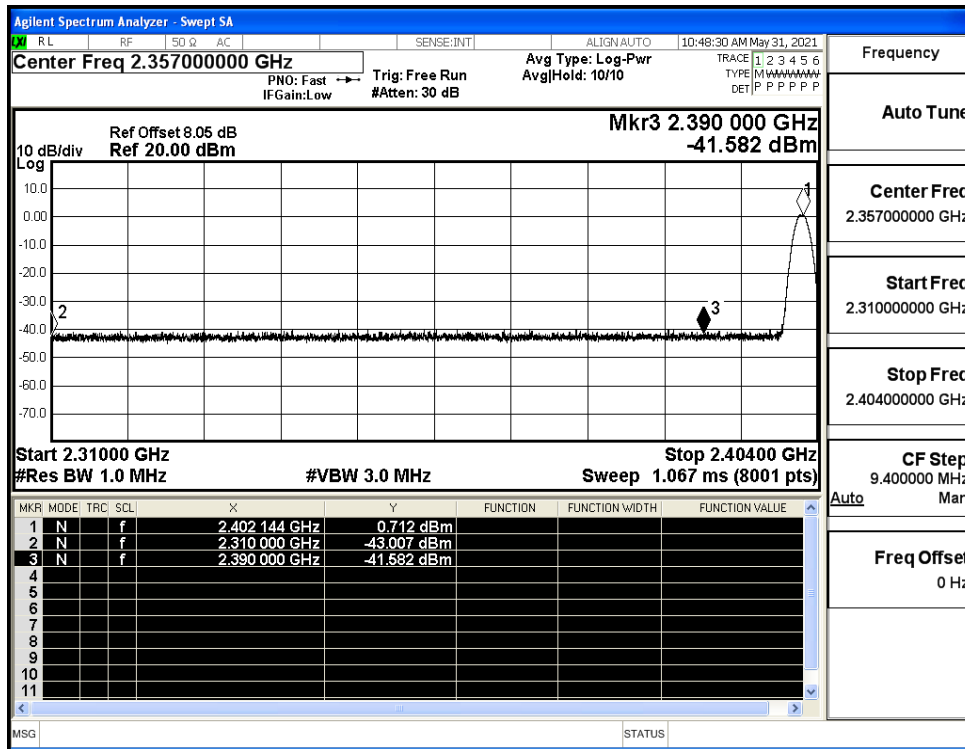 Agilent Spectrum Analyzer - Swept SA
LXI RL RF 50 Ω AC SENSE:INT ALIGNAUTO 10:48:30 AM May 31, 2021
Center Freq 2.357000000 GHz
PNO: Fast
IFGain:Low
Trig: Free Run
#Atten: 30 dB
Avg Type: Log-Pwr
Avg|Hold: 10/10
TRACE 1 2 3 4 5 6
TYPE M W W W W W
DET P P P P P P
Frequency
Auto Tune
Ref Offset 8.05 dB
10 dB/div Ref 20.00 dBm
Log
Mkr3 2.390 000 GHz
-41.582 dBm
10.0
0.00
-10.0
-20.0
-30.0
-40.0
-50.0
-60.0
-70.0
1
2
3
Center Freq
2.357000000 GHz
Start Freq
2.310000000 GHz
Stop Freq
2.404000000 GHz
Start 2.31000 GHz Stop 2.40400 GHz
#Res BW 1.0 MHz #VBW 3.0 MHz Sweep 1.067 ms (8001 pts)
CF Step
9.400000 MHz
Auto Man
MKR MODE TRC SCL X Y FUNCTION FUNCTION WIDTH FUNCTION VALUE
1 N f 2.402 144 GHz 0.712 dBm
2 N f 2.310 000 GHz -43.007 dBm
3 N f 2.390 000 GHz -41.582 dBm
4
5
6
7
8
9
10
11
Freq Offset
0 Hz
MSG STATUS